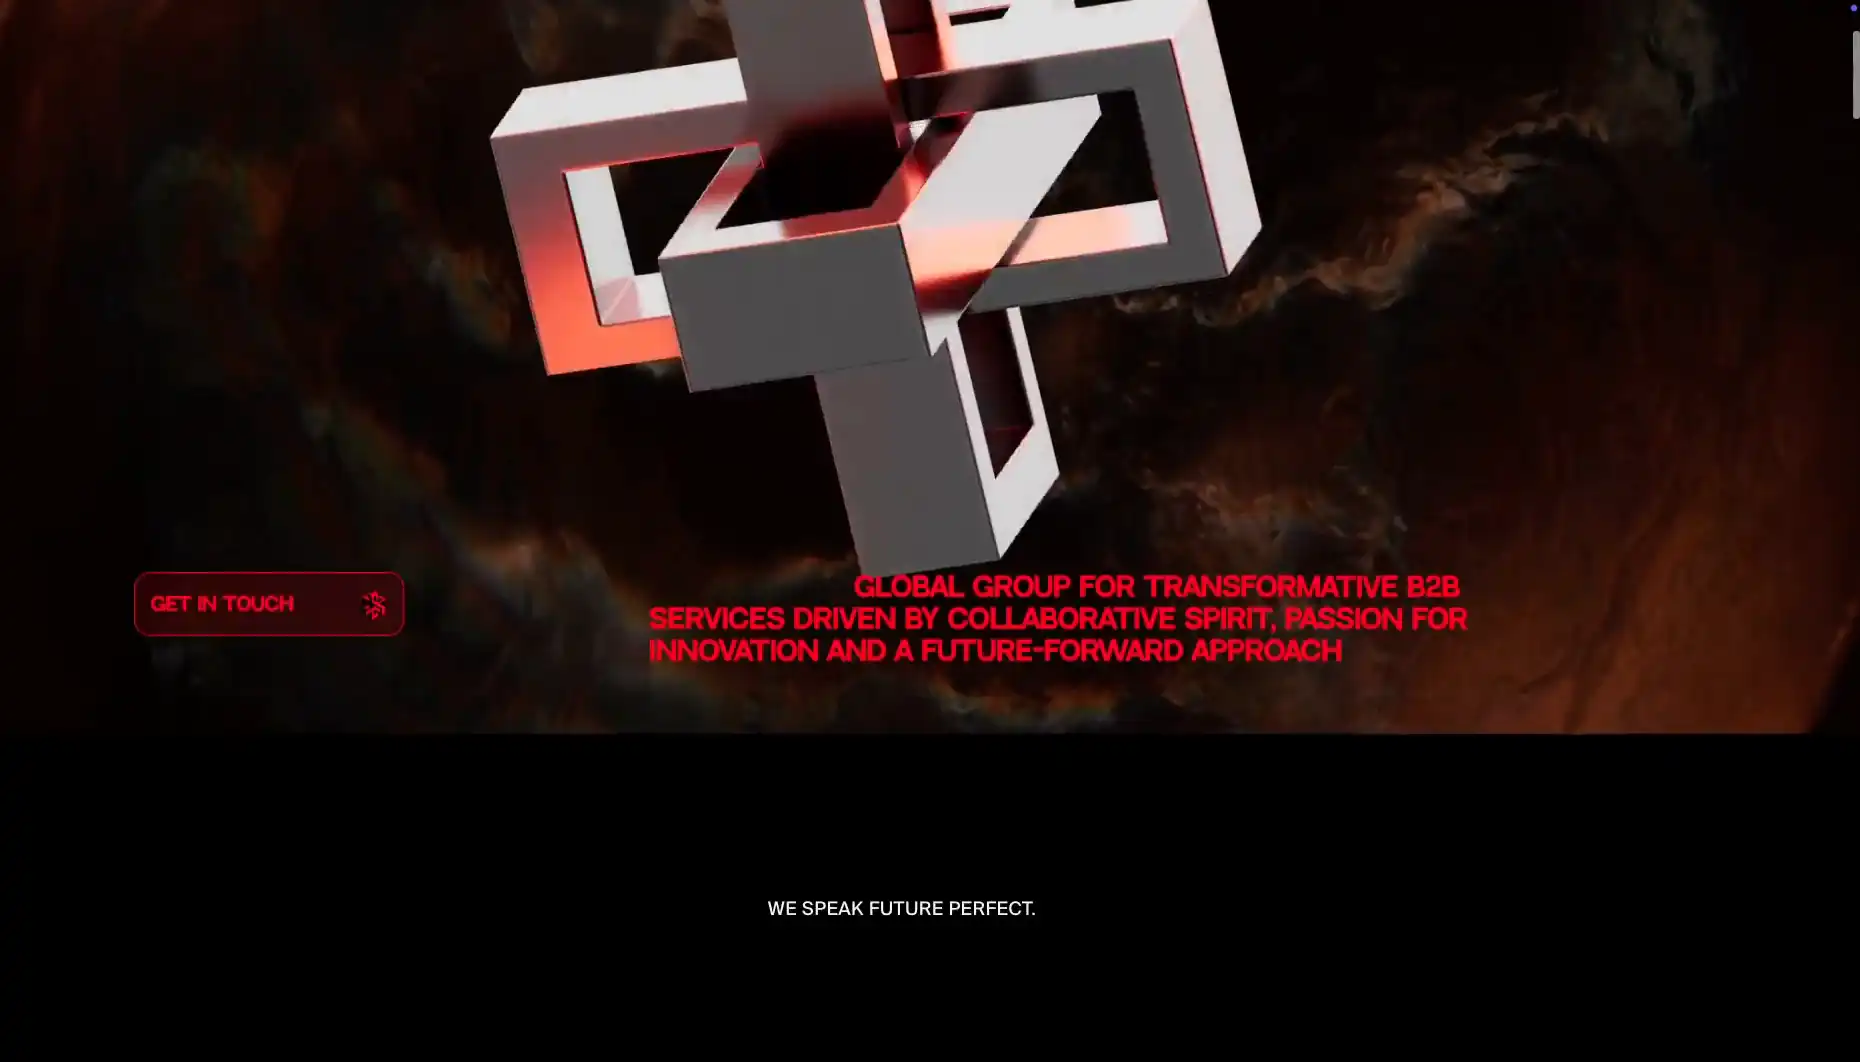 GET IN TOUCH
GLOBAL GROUP FOR TRANSFORMATIVE B2B
SERVICES DRIVEN BY COLLABORATIVE SPIRIT, PASSION FOR
INNOVATION AND A FUTURE-FORWARD APPROACH
WE SPEAK FUTURE PERFECT.